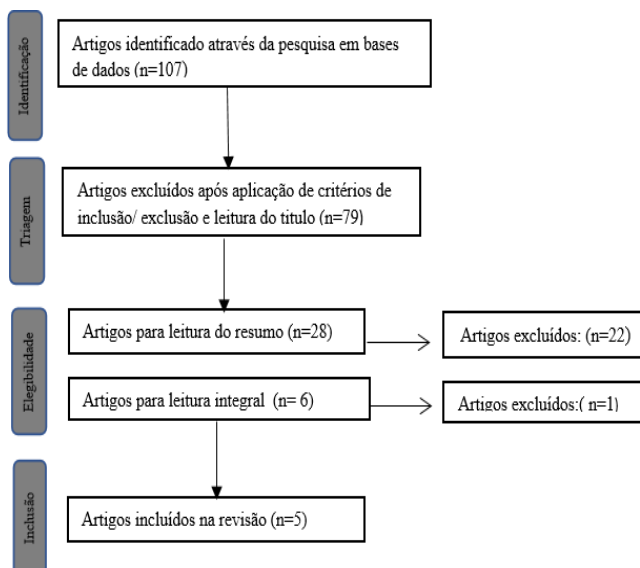 Identificação
Artigos identificado através da pesquisa em bases
de dados (n=107)
Triagem
Artigos excluídos após aplicação de critérios de
inclusão/ exclusão e leitura do titulo (n=79)
Elegibilidade
Artigos para leitura do resumo (n=28)
Artigos excluídos: (n=22)
Artigos para leitura integral (n= 6)
Artigos excluídos:( n=1)
Inclusão
Artigos incluídos na revisão (n=5)